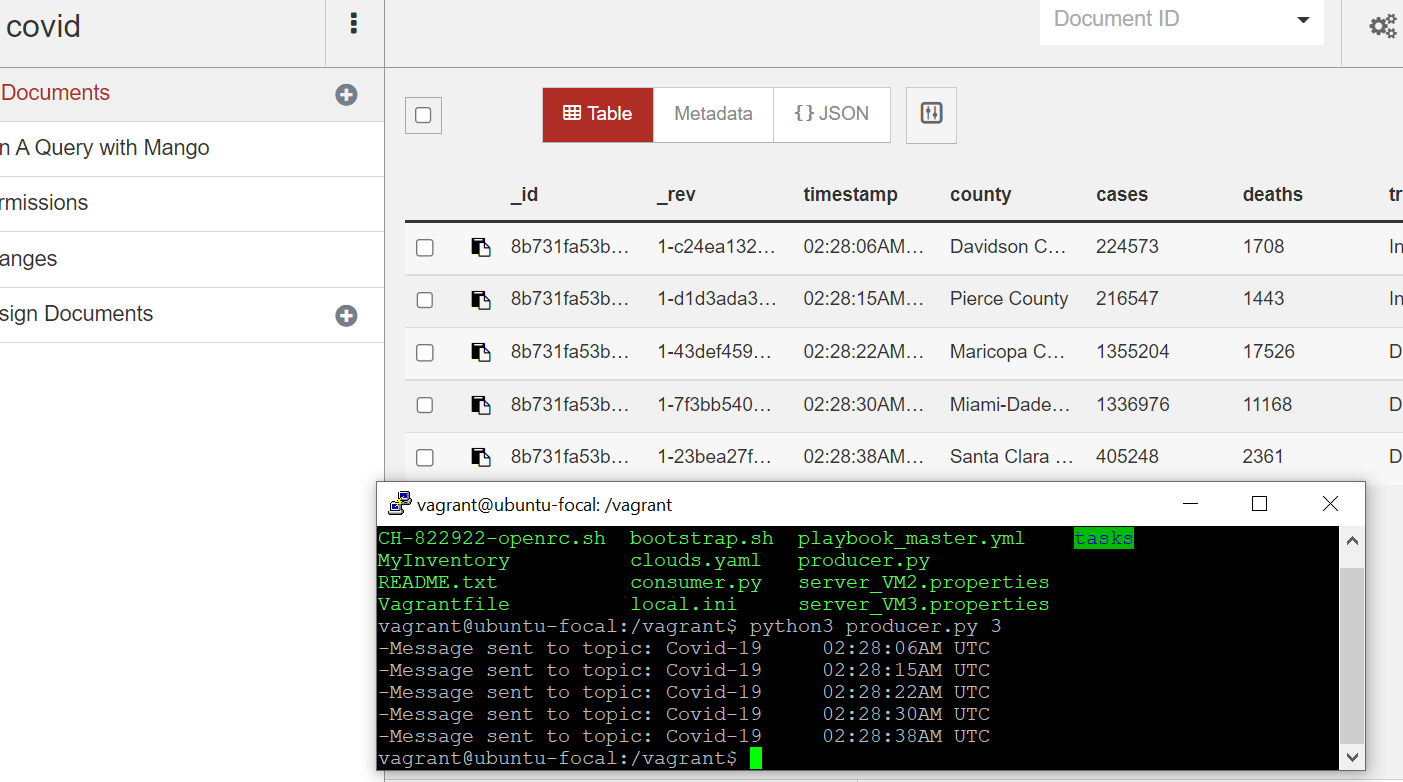 covid
Document ID
Documents
n A Query with Mango
rmissions
anges
sign Documents
Table Metadata {} JSON
_id _rev timestamp county cases deaths tr
8b731fa53b... 1-c24ea132... 02:28:06AM... Davidson C... 224573 1708 In
8b731fa53b... 1-d1d3ada3... 02:28:15AM... Pierce County 216547 1443 In
8b731fa53b... 1-43def459... 02:28:22AM... Maricopa C... 1355204 17526 D
8b731fa53b... 1-7f3bb540... 02:28:30AM... Miami-Dade... 1336976 11168 D
8b731fa53b... 1-23bea27f... 02:28:38AM... Santa Clara ... 405248 2361 D
vagrant@ubuntu-focal: /vagrant
CH-822922-openrc.sh bootstrap.sh playbook_master.yml tasks
MyInventory clouds.yaml producer.py
README.txt consumer.py server_VM2.properties
Vagrantfile local.ini server_VM3.properties
vagrant@ubuntu-focal:/vagrant$ python3 producer.py 3
-Message sent to topic: Covid-19 02:28:06AM UTC
-Message sent to topic: Covid-19 02:28:15AM UTC
-Message sent to topic: Covid-19 02:28:22AM UTC
-Message sent to topic: Covid-19 02:28:30AM UTC
-Message sent to topic: Covid-19 02:28:38AM UTC
vagrant@ubuntu-focal:/vagrant$